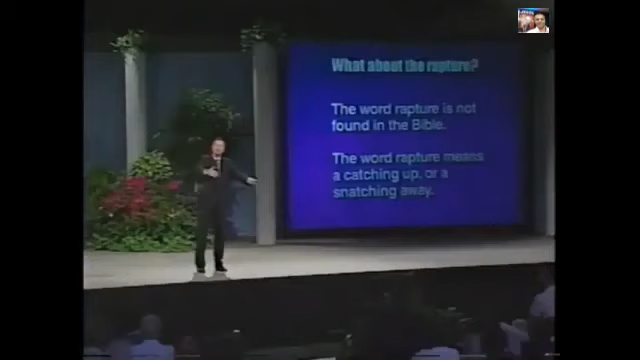 What about the rapture?
The word rapture is not
found in the Bible.
The word rapture means
a catching up, or a
snatching away.